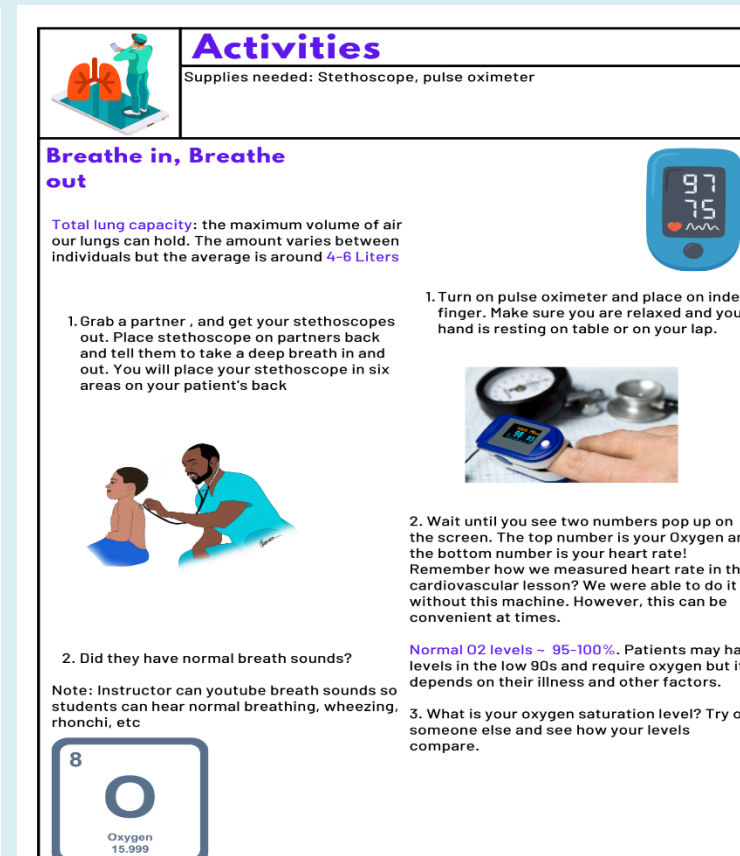 Activities
Supplies needed: Stethoscope, pulse oximeter
Breathe in, Breathe
out
Total lung capacity: the maximum volume of air
our lungs can hold. The amount varies between
individuals but the average is around 4-6 Liters
1. Grab a partner , and get your stethoscopes
out. Place stethoscope on partners back
and tell them to take a deep breath in and
out. You will place your stethoscope in six
areas on your patient's back
2. Did they have normal breath sounds?
Note: Instructor can youtube breath sounds so
students can hear normal breathing, wheezing,
rhonchi, etc
8
O
Oxygen
15.999
97
75
1. Turn on pulse oximeter and place on inde
finger. Make sure you are relaxed and you
hand is resting on table or on your lap.
2. Wait until you see two numbers pop up on
the screen. The top number is your Oxygen a
the bottom number is your heart rate!
Remember how we measured heart rate in th
cardiovascular lesson? We were able to do it
without this machine. However, this can be
convenient at times.
Normal O2 levels ~ 95-100%. Patients may ha
levels in the low 90s and require oxygen but i
depends on their illness and other factors.
3. What is your oxygen saturation level? Try o
someone else and see how your levels
compare.